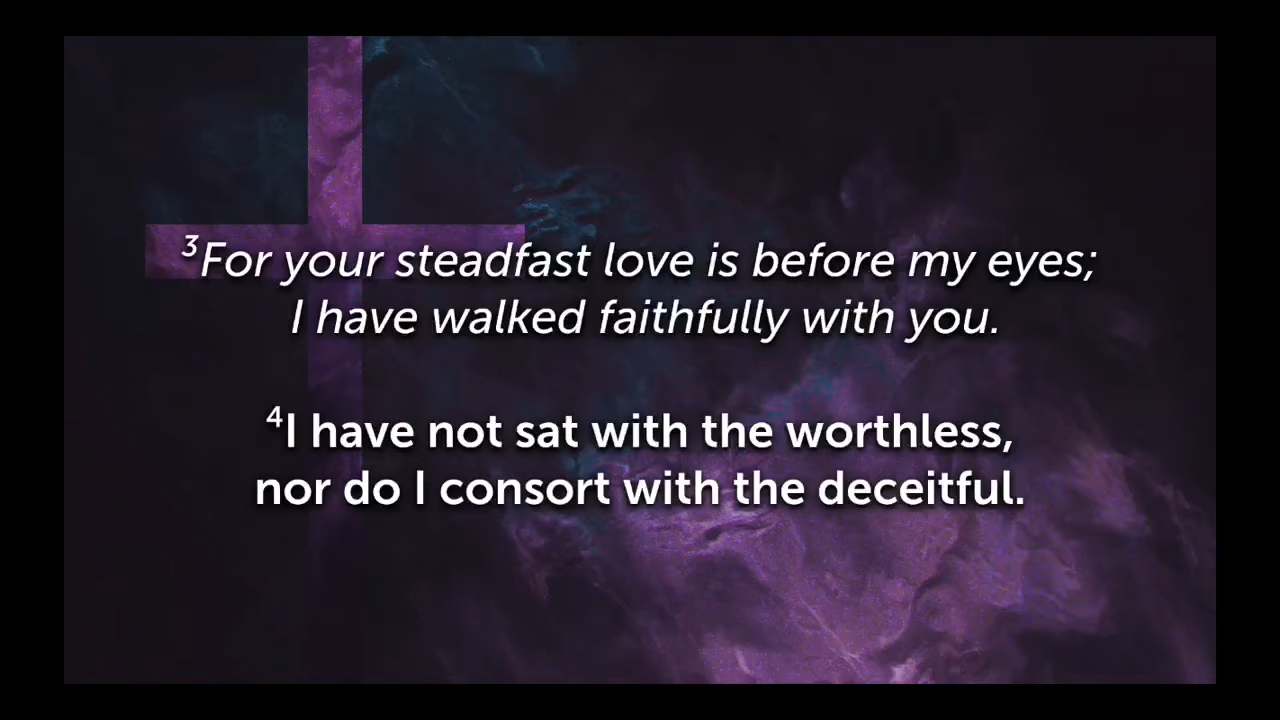 ³For your steadfast love is before my eyes;
I have walked faithfully with you.
⁴I have not sat with the worthless,
nor do I consort with the deceitful.